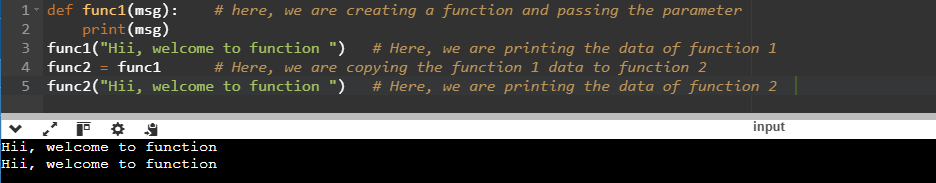 1 def func1(msg):    # here, we are creating a function and passing the parameter
2     print(msg)
3 func1("Hii, welcome to function ")   # Here, we are printing the data of function 1
4 func2 = func1      # Here, we are copying the function 1 data to function 2
5 func2("Hii, welcome to function ")   # Here, we are printing the data of function 2
input
Hii, welcome to function
Hii, welcome to function